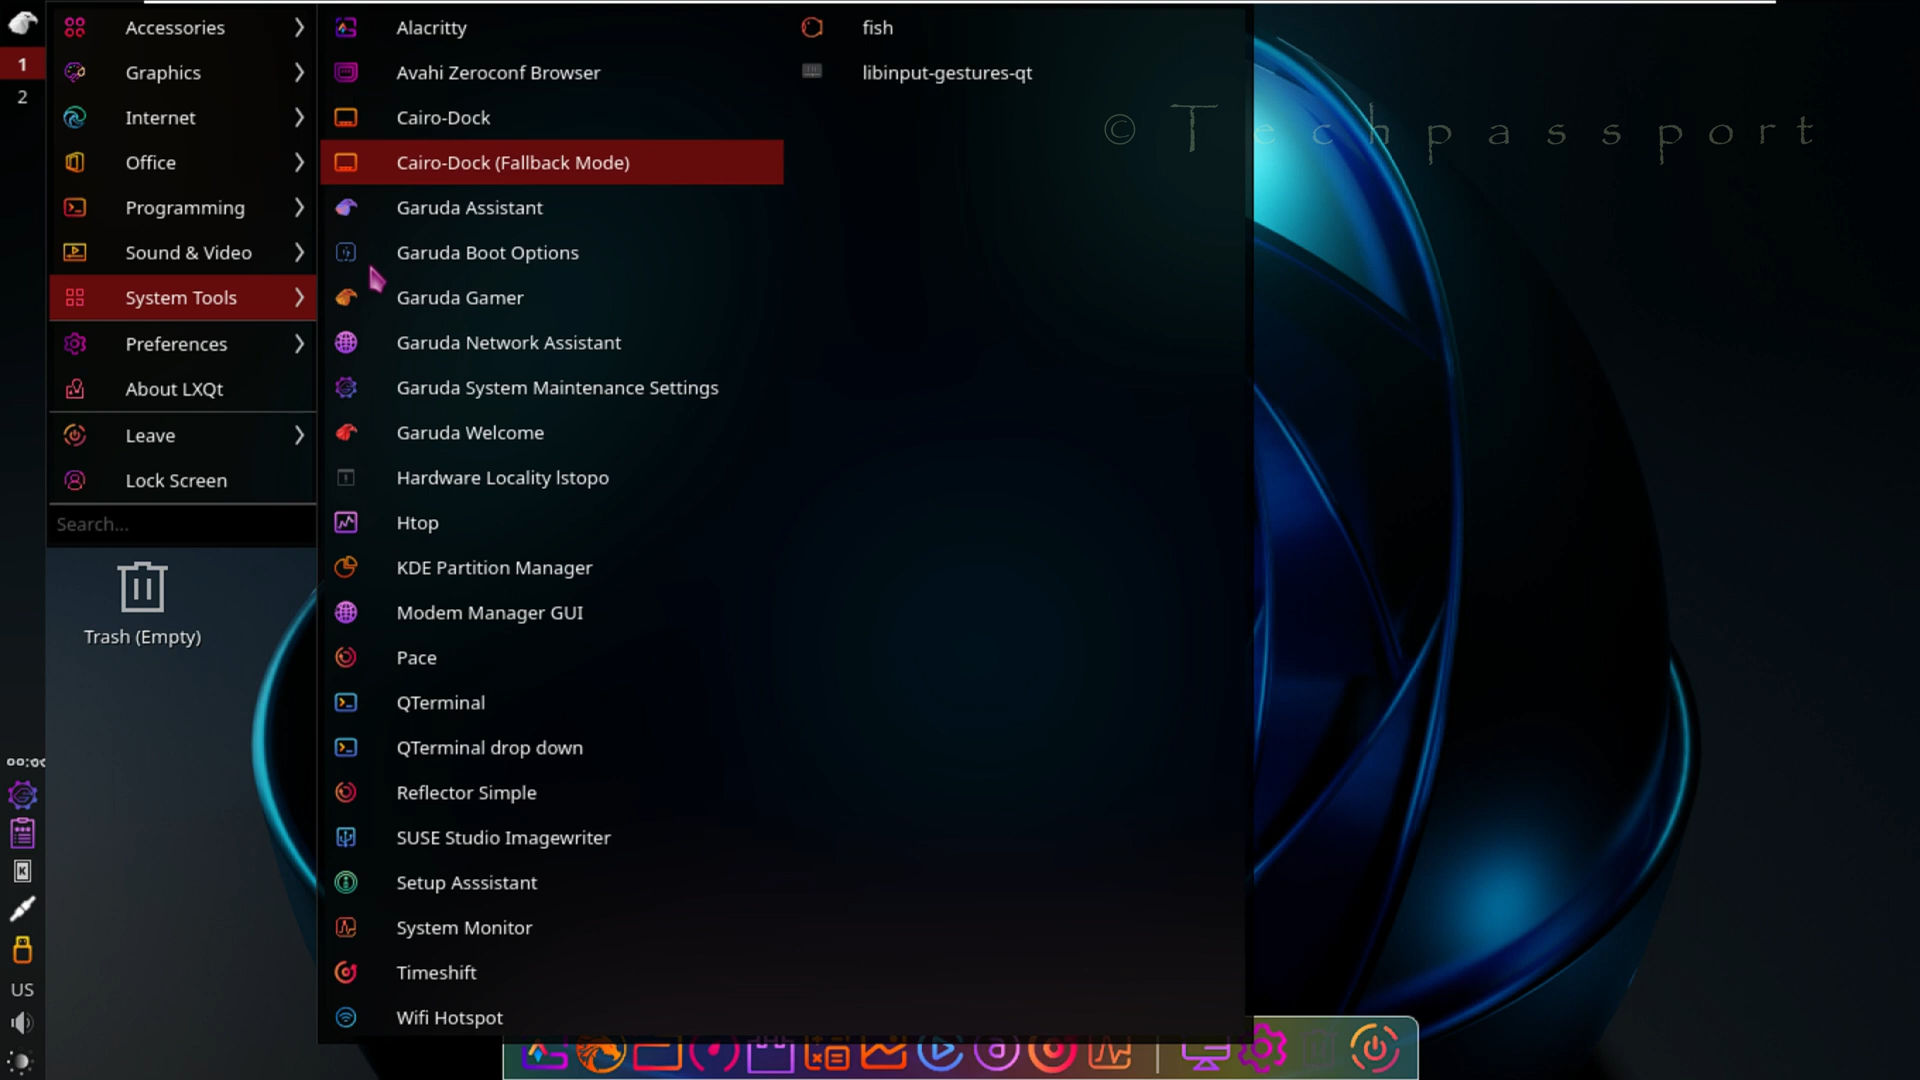 1
2
Accessories
Graphics
Internet
Office
Programming
Sound & Video
System Tools
Preferences
About LXQt
Leave
Lock Screen
Search...
Trash (Empty)
Alacritty
Avahi Zeroconf Browser
Cairo-Dock
Cairo-Dock (Fallback Mode)
Garuda Assistant
Garuda Boot Options
Garuda Gamer
Garuda Network Assistant
Garuda System Maintenance Settings
Garuda Welcome
Hardware Locality lstopo
Htop
KDE Partition Manager
Modem Manager GUI
Pace
QTerminal
QTerminal drop down
Reflector Simple
SUSE Studio Imagewriter
Setup Asssistant
System Monitor
Timeshift
Wifi Hotspot
fish
libinput-gestures-qt
© Techpassport
K
US